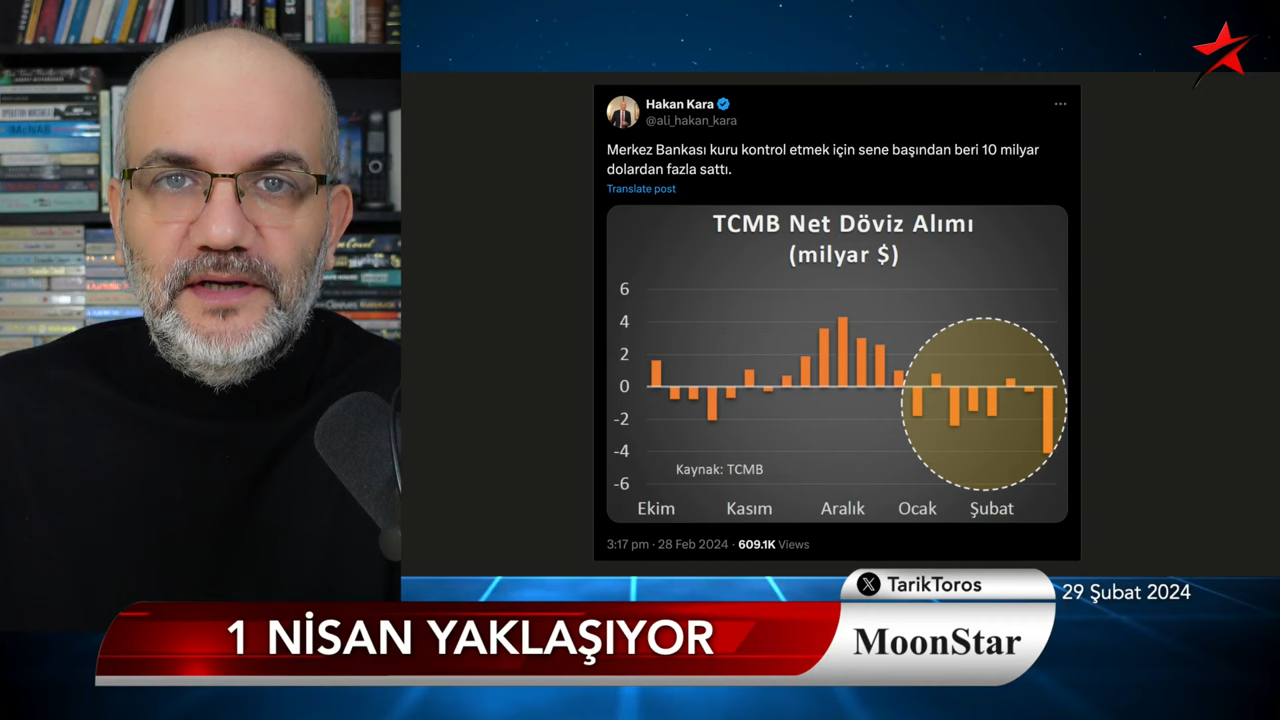 Hakan Kara
@ali_hakan_kara
Merkez Bankası kuru kontrol etmek için sene başından beri 10 milyar
dolardan fazla sattı.
Translate post
TCMB Net Döviz Alımı
(milyar $)
6
4
2
0
-2
-4
-6
Kaynak: TCMB
Ekim Kasım Aralık Ocak Şubat
3:17 pm · 28 Feb 2024 · 609.1K Views
TarikToros
29 Şubat 2024
1 NİSAN YAKLAŞIYOR
MoonStar